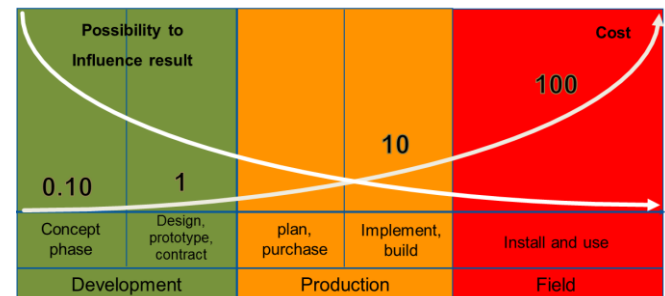 Possibility to
Influence result
Cost
100
10
1
0.10
Concept
phase
Design,
prototype,
contract
plan,
purchase
Implement,
build
Install and use
Development
Production
Field